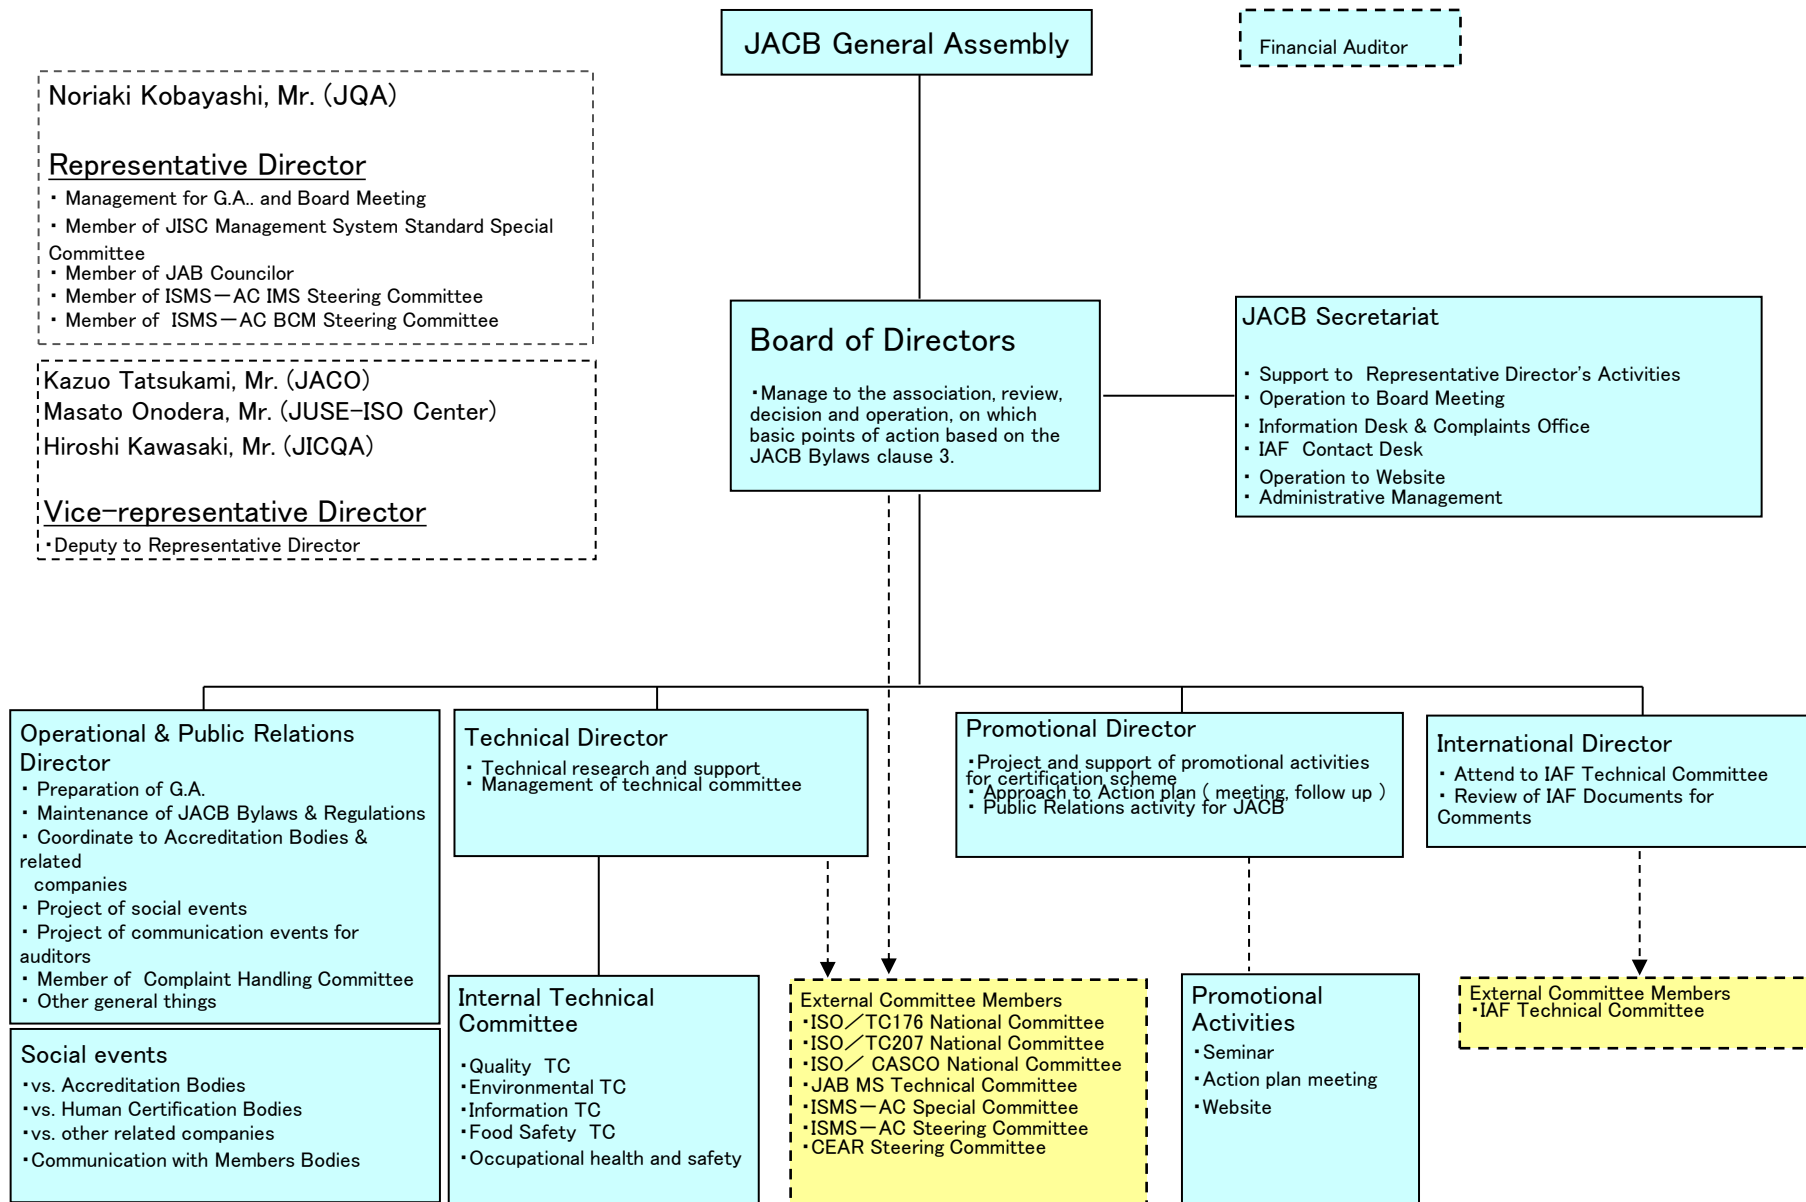 JACB General Assembly
Financial Auditor
Noriaki Kobayashi, Mr. (JQA)
Representative Director
・ Management for G.A.. and Board Meeting
・ Member of JISC Management System Standard Special
Committee
・ Member of JAB Councilor
・ Member of ISMS－AC IMS Steering Committee
・ Member of  ISMS－AC BCM Steering Committee
Kazuo Tatsukami, Mr. (JACO)
Masato Onodera, Mr. (JUSE-ISO Center)
Hiroshi Kawasaki, Mr. (JICQA)
Vice-representative Director
・Deputy to Representative Director
Board of Directors
・Manage to the association, review,
decision and operation, on which
basic points of action based on the
JACB Bylaws clause 3.
JACB Secretariat
・ Support to  Representative Director's Activities
・ Operation to Board Meeting
・ Information Desk & Complaints Office
・ IAF  Contact Desk
・ Operation to Website
・ Administrative Management
Operational & Public Relations
Director
・ Preparation of G.A.
・ Maintenance of JACB Bylaws & Regulations
・ Coordinate to Accreditation Bodies &
related
companies
・ Project of social events
・ Project of communication events for
auditors
・ Member of  Complaint Handling Committee
・ Other general things
Social events
・vs. Accreditation Bodies
・vs. Human Certification Bodies
・vs. other related companies
・Communication with Members Bodies
Technical Director
・ Technical research and support
・ Management of technical committee
Internal Technical
Committee
・Quality  TC
・Environmental TC
・Information TC
・Food Safety  TC
・Occupational health and safety
External Committee Members
・ISO／TC176 National Committee
・ISO／TC207 National Committee
・ISO／ CASCO National Committee
・JAB MS Technical Committee
・ISMS－AC Special Committee
・ISMS－AC Steering Committee
・CEAR Steering Committee
Promotional Director
・Project and support of promotional activities
for certification scheme
・ Approach to Action plan ( meeting, follow up )
・ Public Relations activity for JACB
Promotional
Activities
・Seminar
・Action plan meeting
・Website
International Director
・ Attend to IAF Technical Committee
・ Review of IAF Documents for
Comments
External Committee Members
・IAF Technical Committee